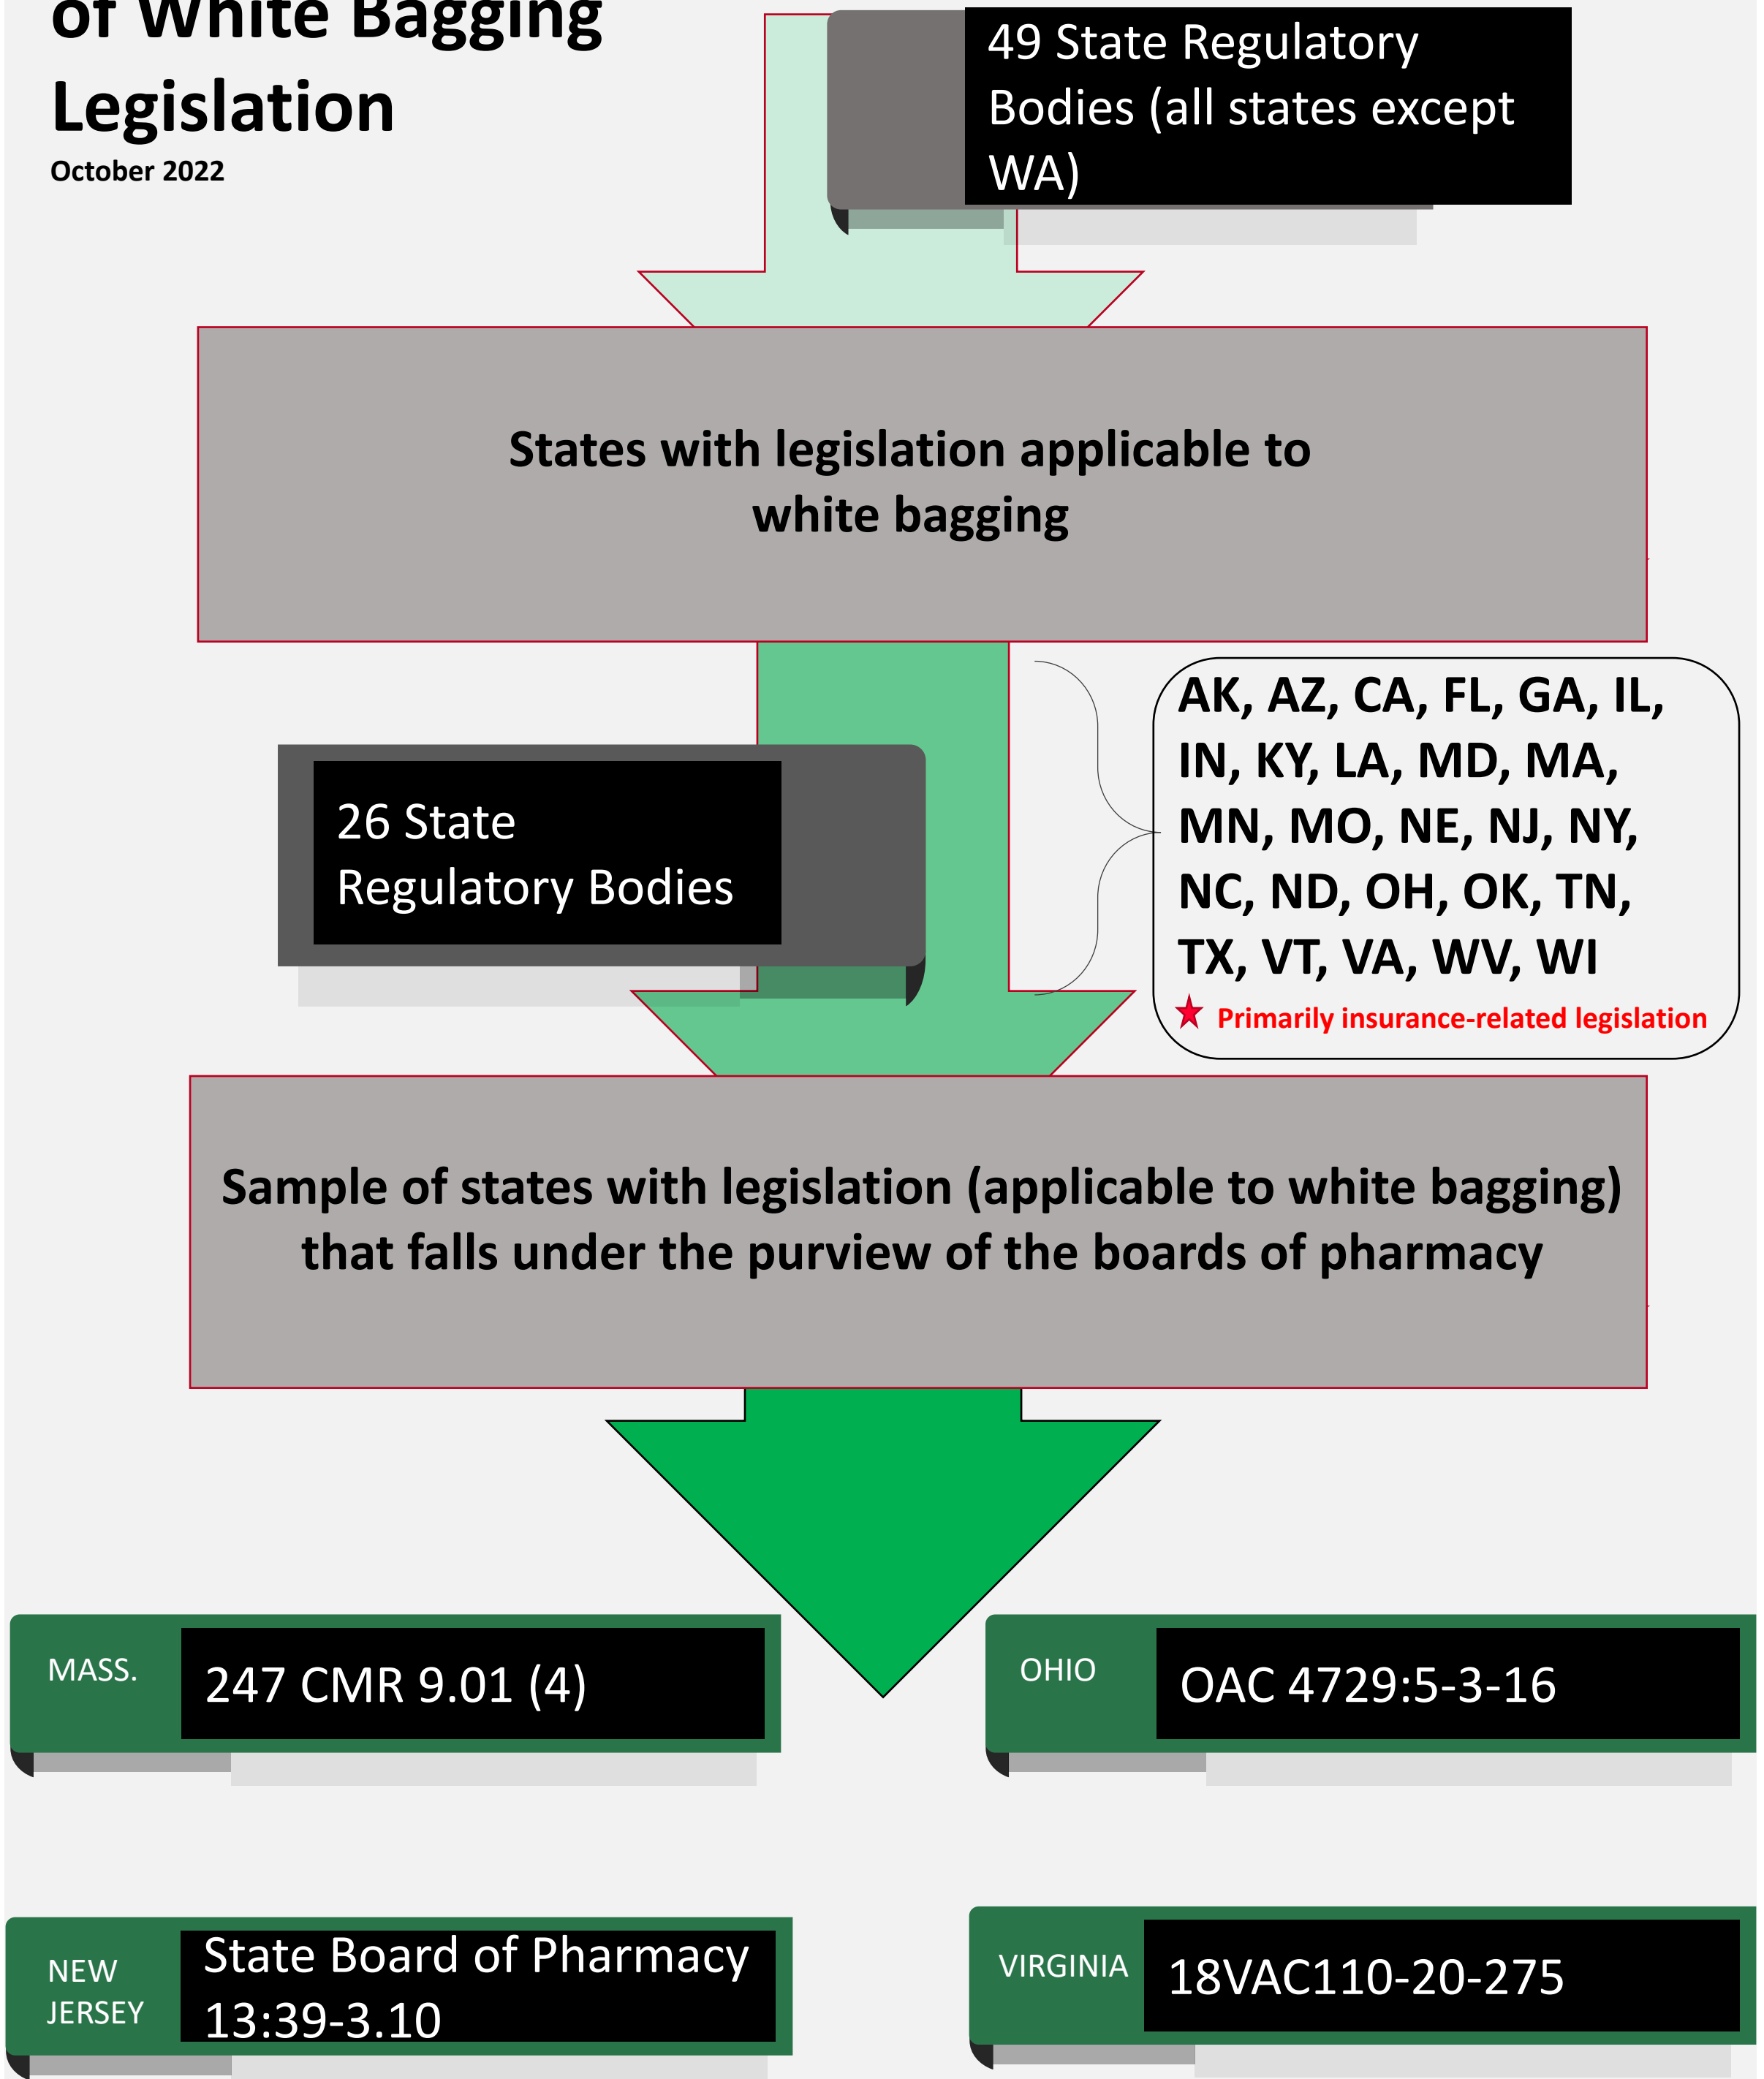 of White Bagging
Legislation
October 2022
49 State Regulatory
Bodies (all states except
WA)
States with legislation applicable to
white bagging
26 State
Regulatory Bodies
AK, AZ, CA, FL, GA, IL,
IN, KY, LA, MD, MA,
MN, MO, NE, NJ, NY,
NC, ND, OH, OK, TN,
TX, VT, VA, WV, WI
Primarily insurance-related legislation
Sample of states with legislation (applicable to white bagging)
that falls under the purview of the boards of pharmacy
MASS.
247 CMR 9.01 (4)
OHIO
OAC 4729:5-3-16
NEW
JERSEY
State Board of Pharmacy
13:39-3.10
VIRGINIA
18VAC110-20-275